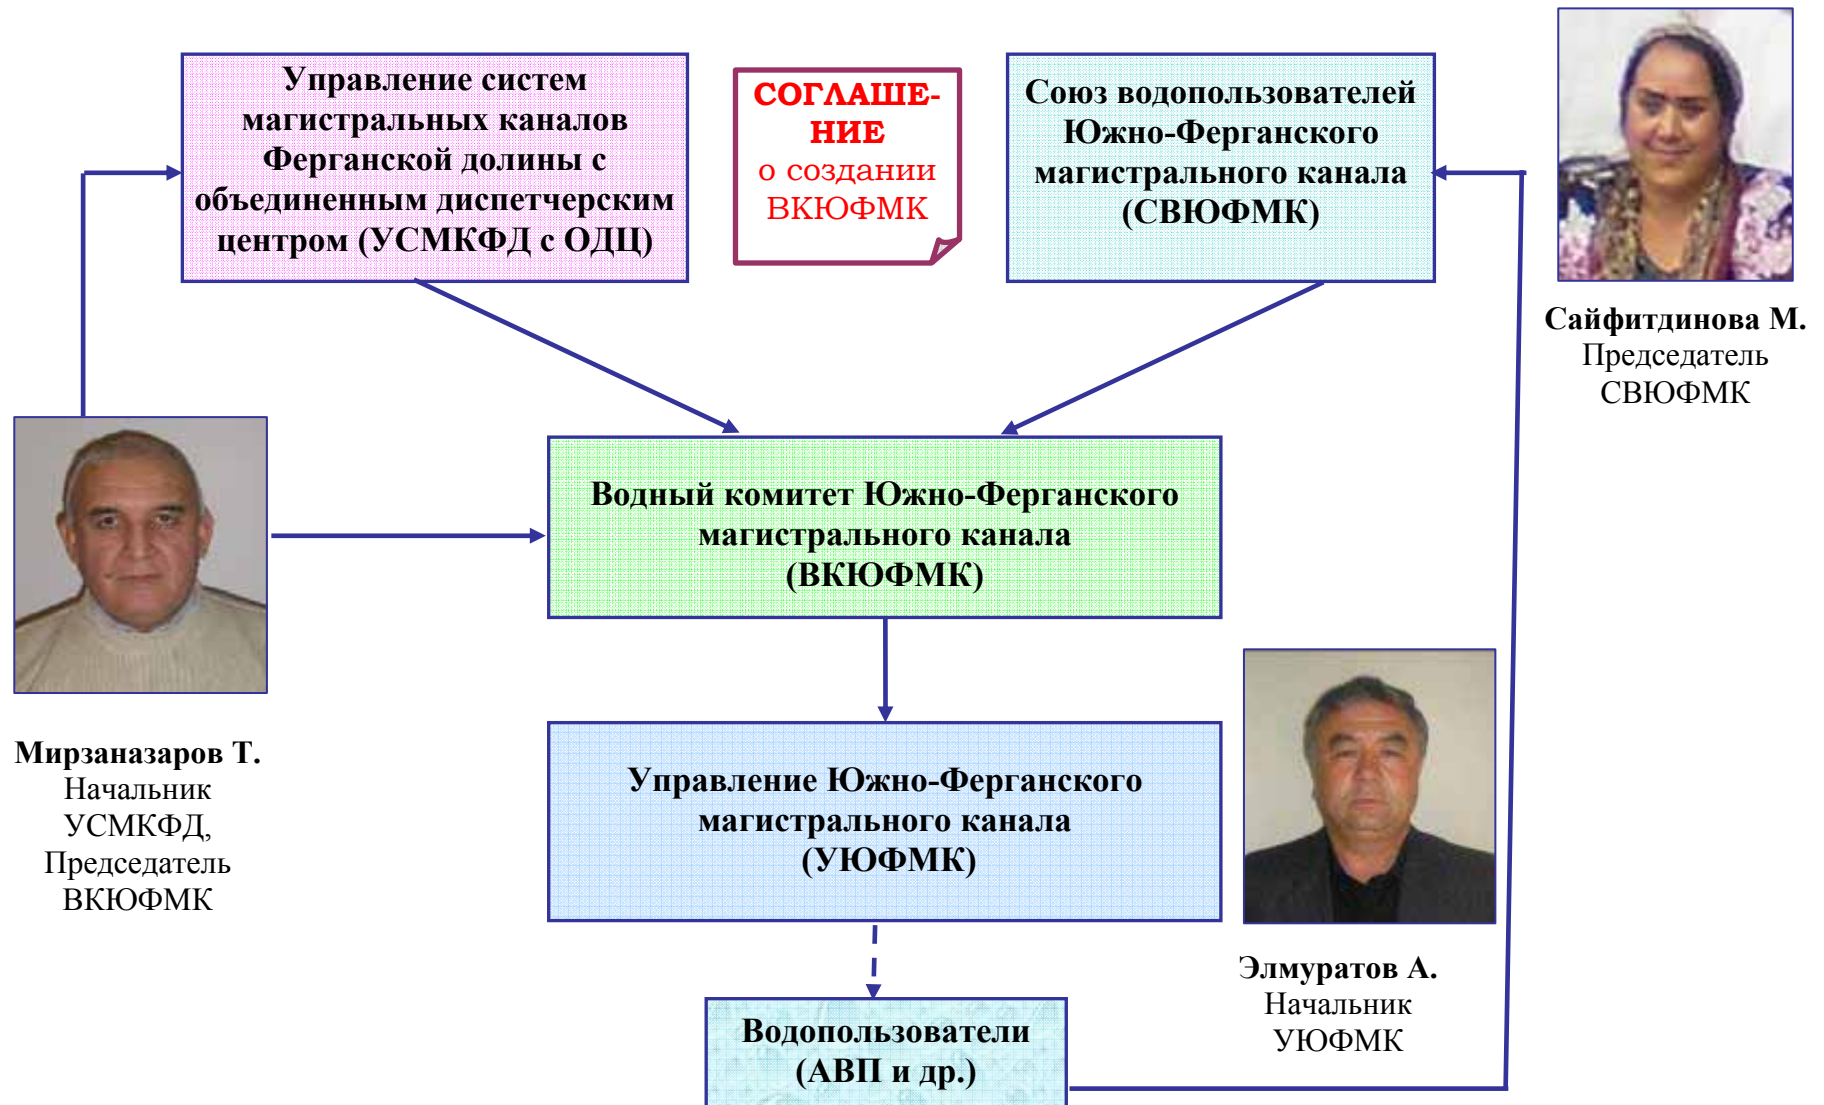 Управление систем
магистральных каналов
Ферганской долины с
объединенным диспетчерским
центром (УСМКФД с ОДЦ)
СОГЛАШЕ-
НИЕ
о создании
ВКЮФМК
Союз водопользователей
Южно-Ферганского
магистрального канала
(СВЮФМК)
Сайфитдинова М.
Председатель
СВЮФМК
Водный комитет Южно-Ферганского
магистрального канала
(ВКЮФМК)
Мирзаназаров Т.
Начальник
УСМКФД,
Председатель
ВКЮФМК
Управление Южно-Ферганского
магистрального канала
(УЮФМК)
Элмуратов А.
Начальник
УЮФМК
Водопользователи
(АВП и др.)